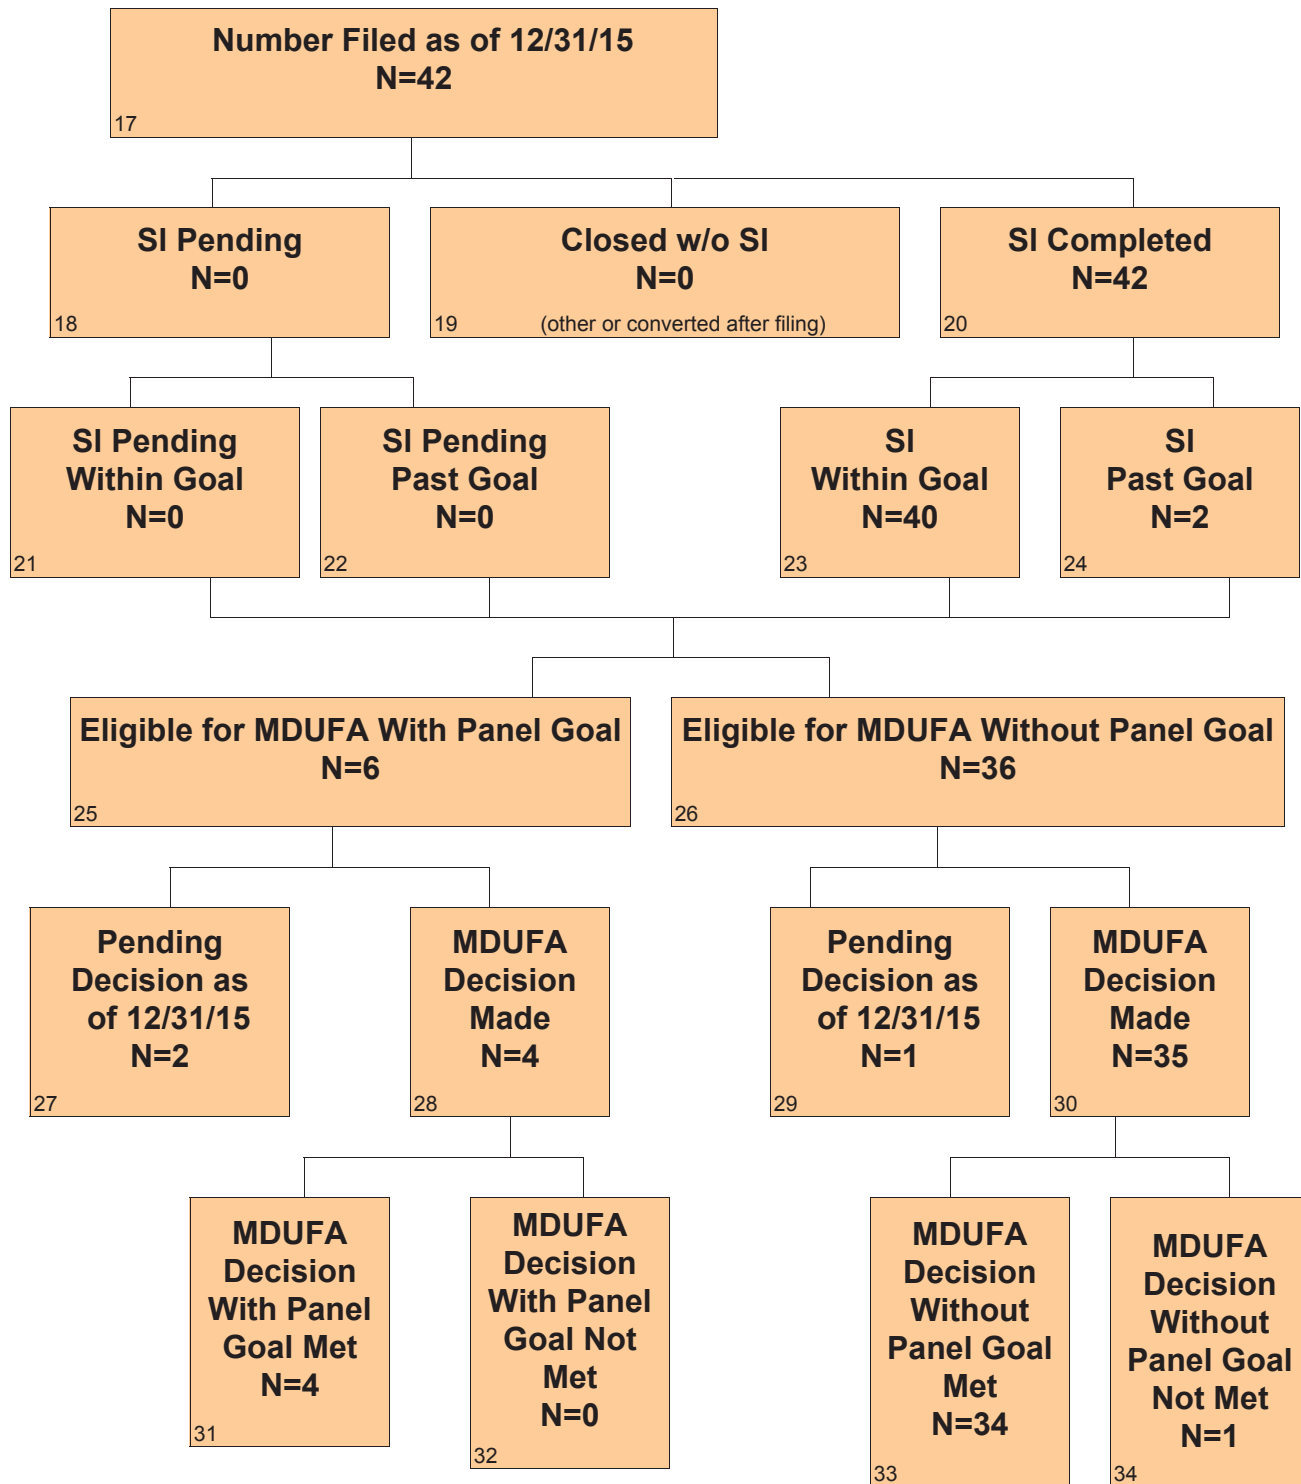 Number Filed as of 12/31/15
N=42
17
SI Pending
N=0
18
Closed w/o SI
N=0
19 (other or converted after filing)
SI Completed
N=42
20
SI Pending
Within Goal
N=0
21
SI Pending
Past Goal
N=0
22
SI
Within Goal
N=40
23
SI
Past Goal
N=2
24
Eligible for MDUFA With Panel Goal
N=6
25
Eligible for MDUFA Without Panel Goal
N=36
26
Pending
Decision as
of 12/31/15
N=2
27
MDUFA
Decision
Made
N=4
28
Pending
Decision as
of 12/31/15
N=1
29
MDUFA
Decision
Made
N=35
30
MDUFA
Decision
With Panel
Goal Met
N=4
31
MDUFA
Decision
With Panel
Goal Not
Met
N=0
32
MDUFA
Decision
Without
Panel Goal
Met
N=34
33
MDUFA
Decision
Without
Panel Goal
Not Met
N=1
34